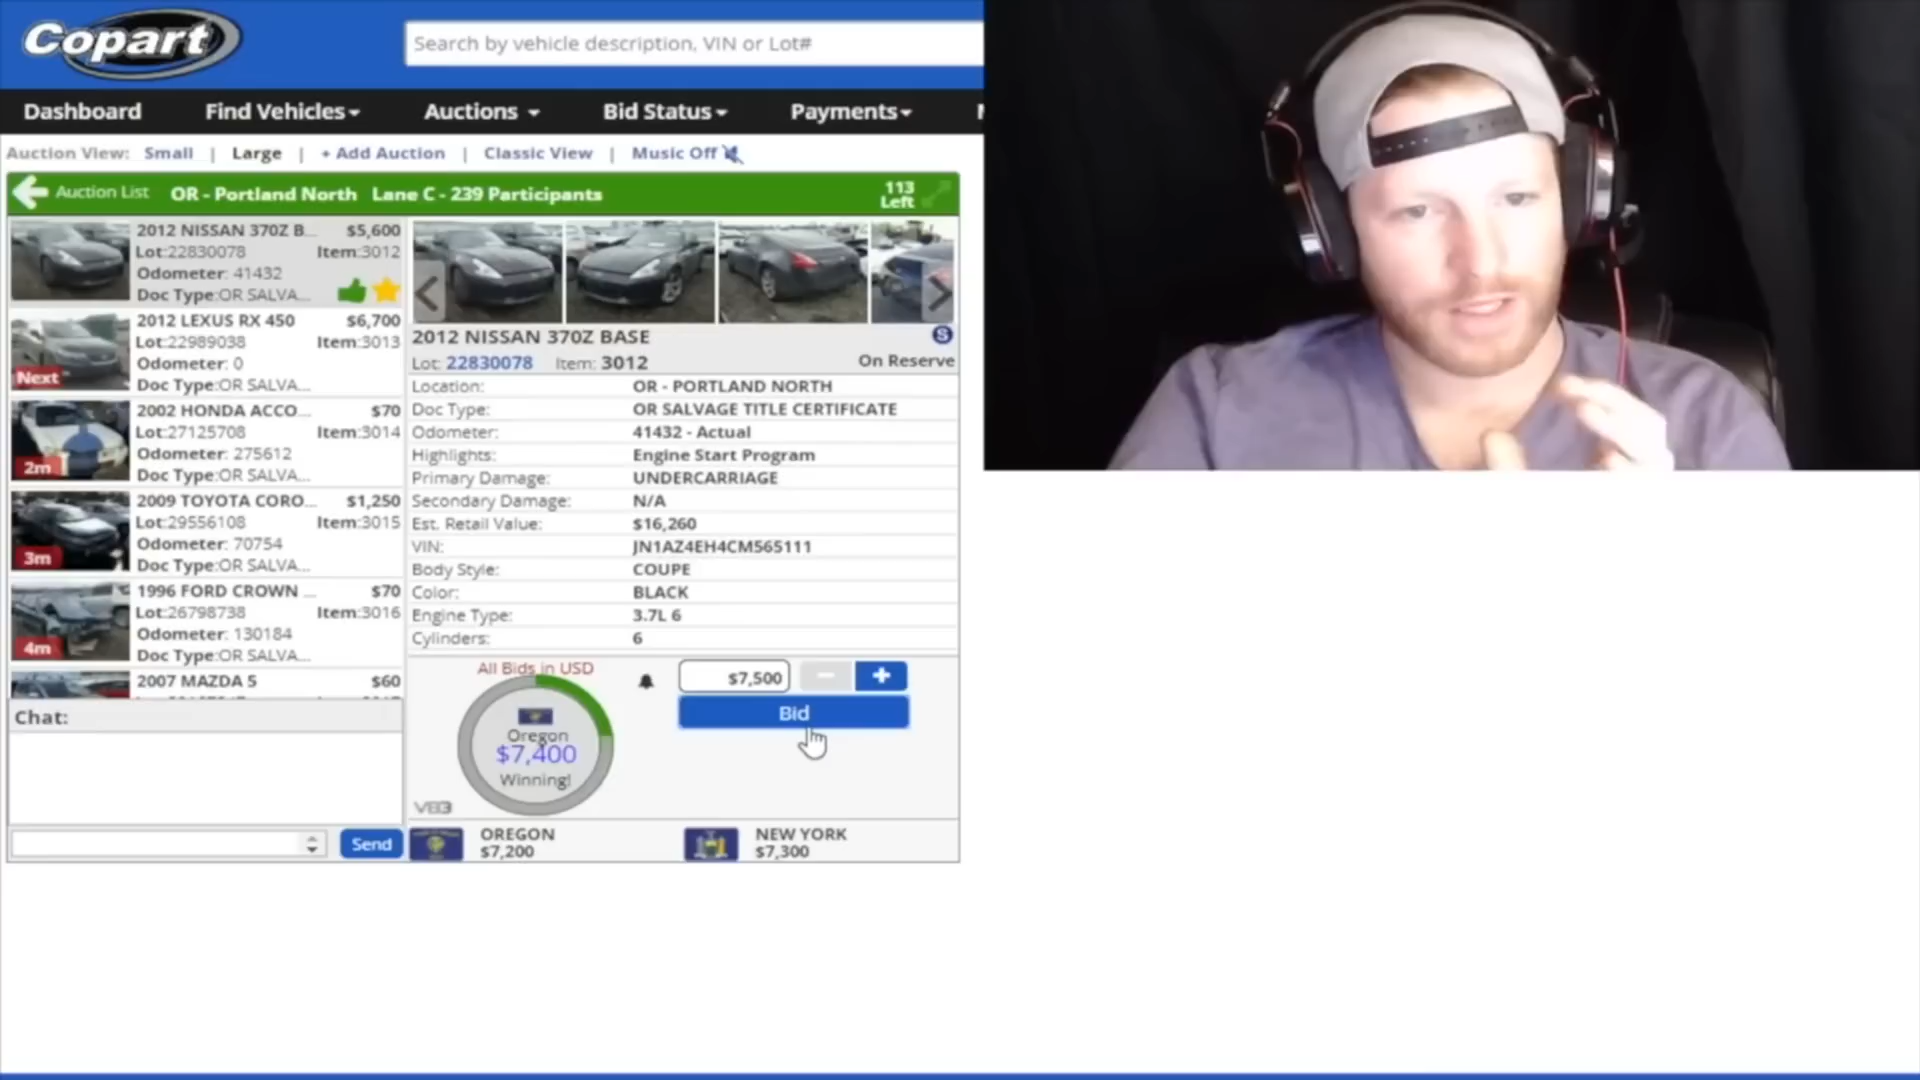 Copart
Search by vehicle description, VIN or Lot#
Dashboard Find Vehicles Auctions Bid Status Payments
Auction View: Small | Large | + Add Auction | Classic View | Music Off
Auction List OR - Portland North Lane C - 239 Participants 113 Left
2012 NISSAN 370Z B... $5,600
Lot:22830078 Item:3012
Odometer: 41432
Doc Type:OR SALVA...
2012 LEXUS RX 450 $6,700
Lot:22989038 Item:3013
Odometer: 0
Next Doc Type:OR SALVA...
2002 HONDA ACCO... $70
Lot:27125708 Item:3014
Odometer: 275612
2m Doc Type:OR SALVA...
2009 TOYOTA CORO... $1,250
Lot:29556108 Item:3015
Odometer: 70754
3m Doc Type:OR SALVA...
1996 FORD CROWN ... $70
Lot:26798738 Item:3016
Odometer: 130184
4m Doc Type:OR SALVA...
2007 MAZDA 5 $60
Chat:
Send
2012 NISSAN 370Z BASE S
Lot: 22830078 Item: 3012 On Reserve
Location: OR - PORTLAND NORTH
Doc Type: OR SALVAGE TITLE CERTIFICATE
Odometer: 41432 - Actual
Highlights: Engine Start Program
Primary Damage: UNDERCARRIAGE
Secondary Damage: N/A
Est. Retail Value: $16,260
VIN: JN1AZ4EH4CM565111
Body Style: COUPE
Color: BLACK
Engine Type: 3.7L 6
Cylinders: 6
All Bids in USD
$7,500 - +
Bid
Oregon
$7,400
Winning!
VB3
OREGON
$7,200
NEW YORK
$7,300